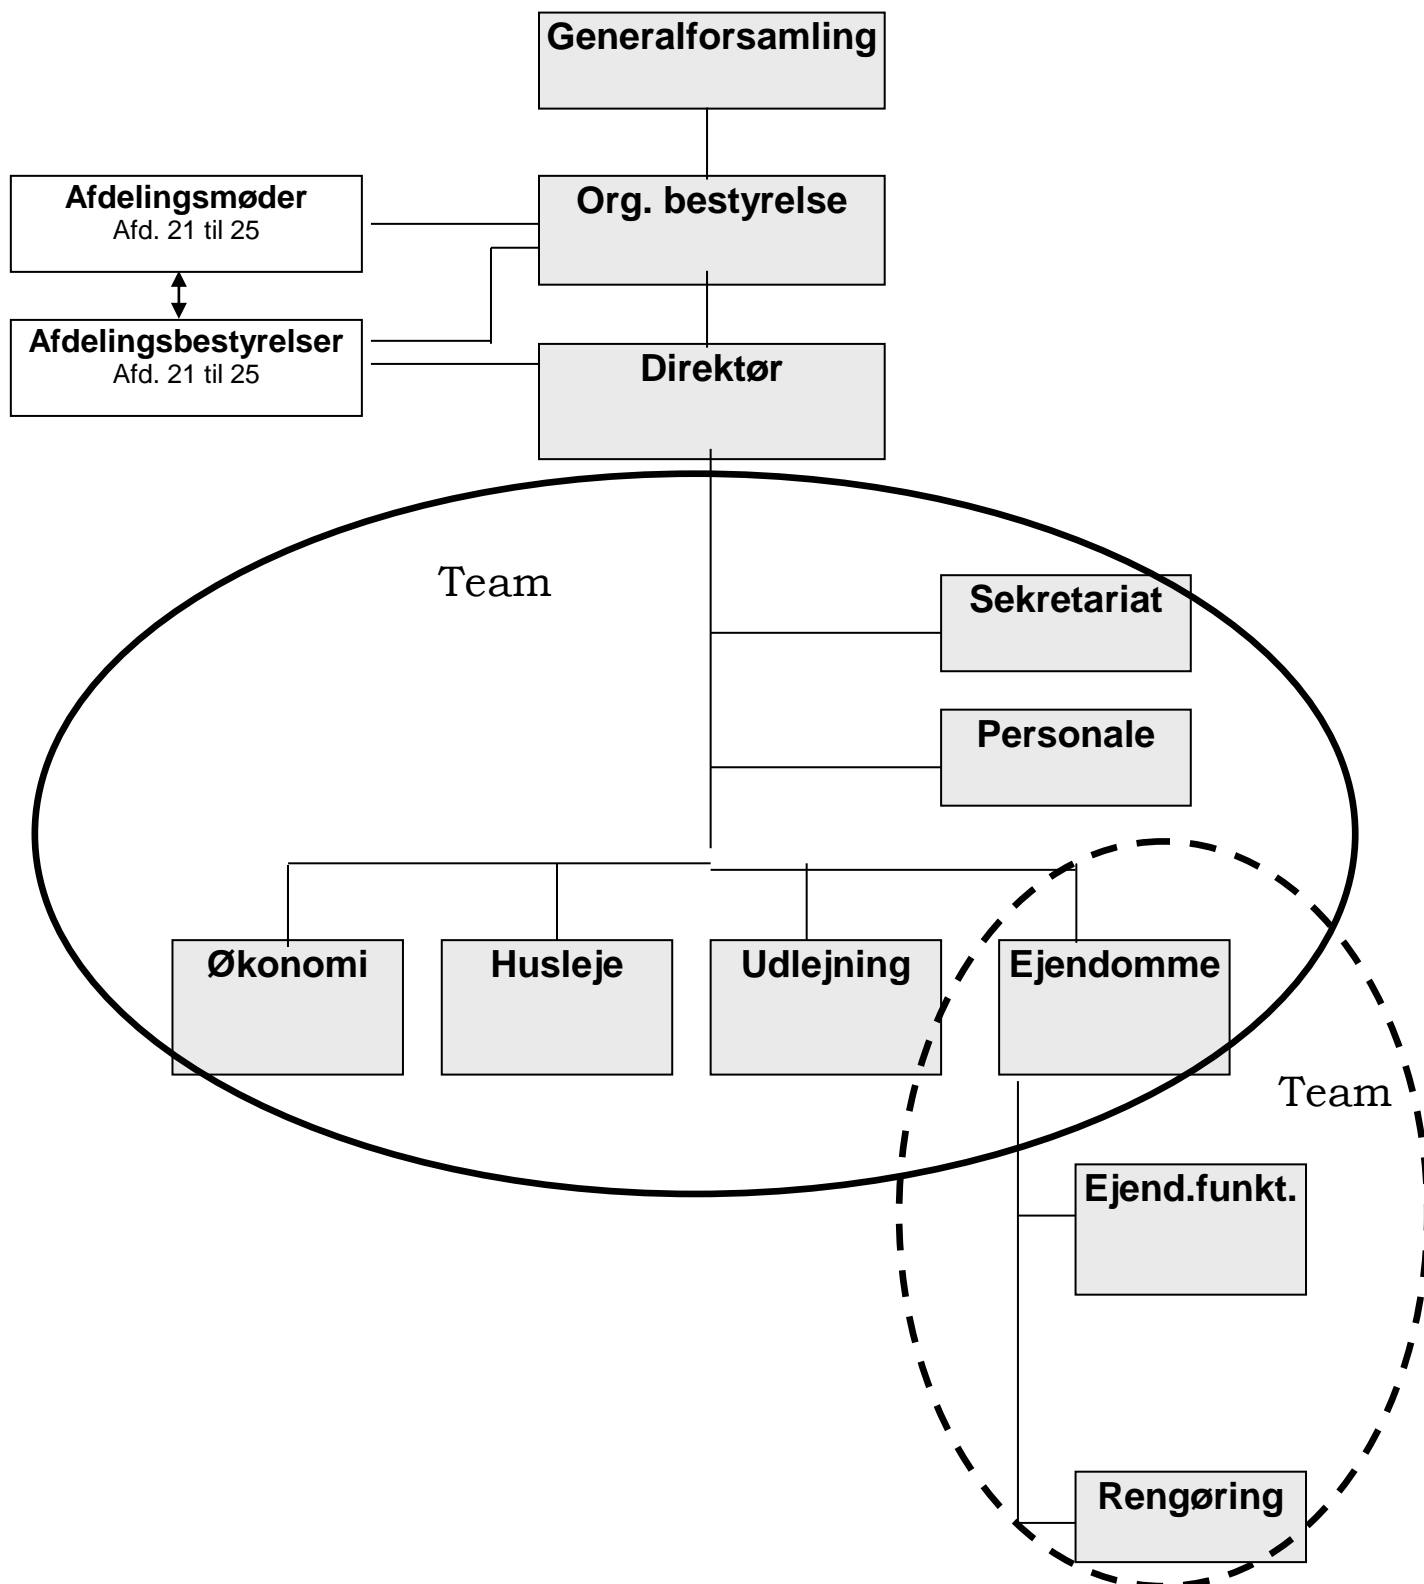 Generalforsamling
Afdelingsmøder
Afd. 21 til 25
Org. bestyrelse
Afdelingsbestyrelser
Afd. 21 til 25
Direktør
Team
Sekretariat
Personale
Økonomi
Husleje
Udlejning
Ejendomme
Team
Ejend.funkt.
Rengøring